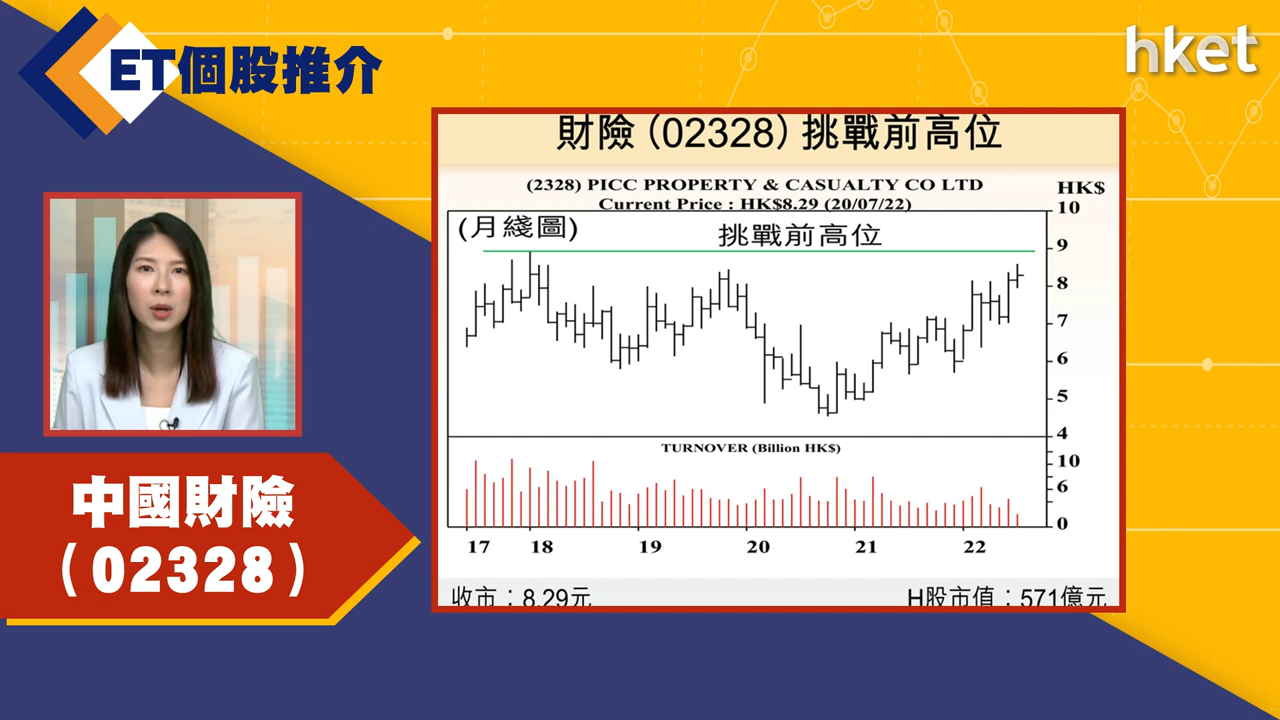 ET個股推介
hket
財險(02328)挑戰前高位
(2328) PICC PROPERTY & CASUALTY CO LTD
Current Price : HK$8.29 (20/07/22)
HK$
(月綫圖)
挑戰前高位
10
9
8
7
6
5
4
TURNOVER (Billion HK$)
10
6
0
17 18 19 20 21 22
收市：8.29元
H股市值：571億元
中國財險
(02328)